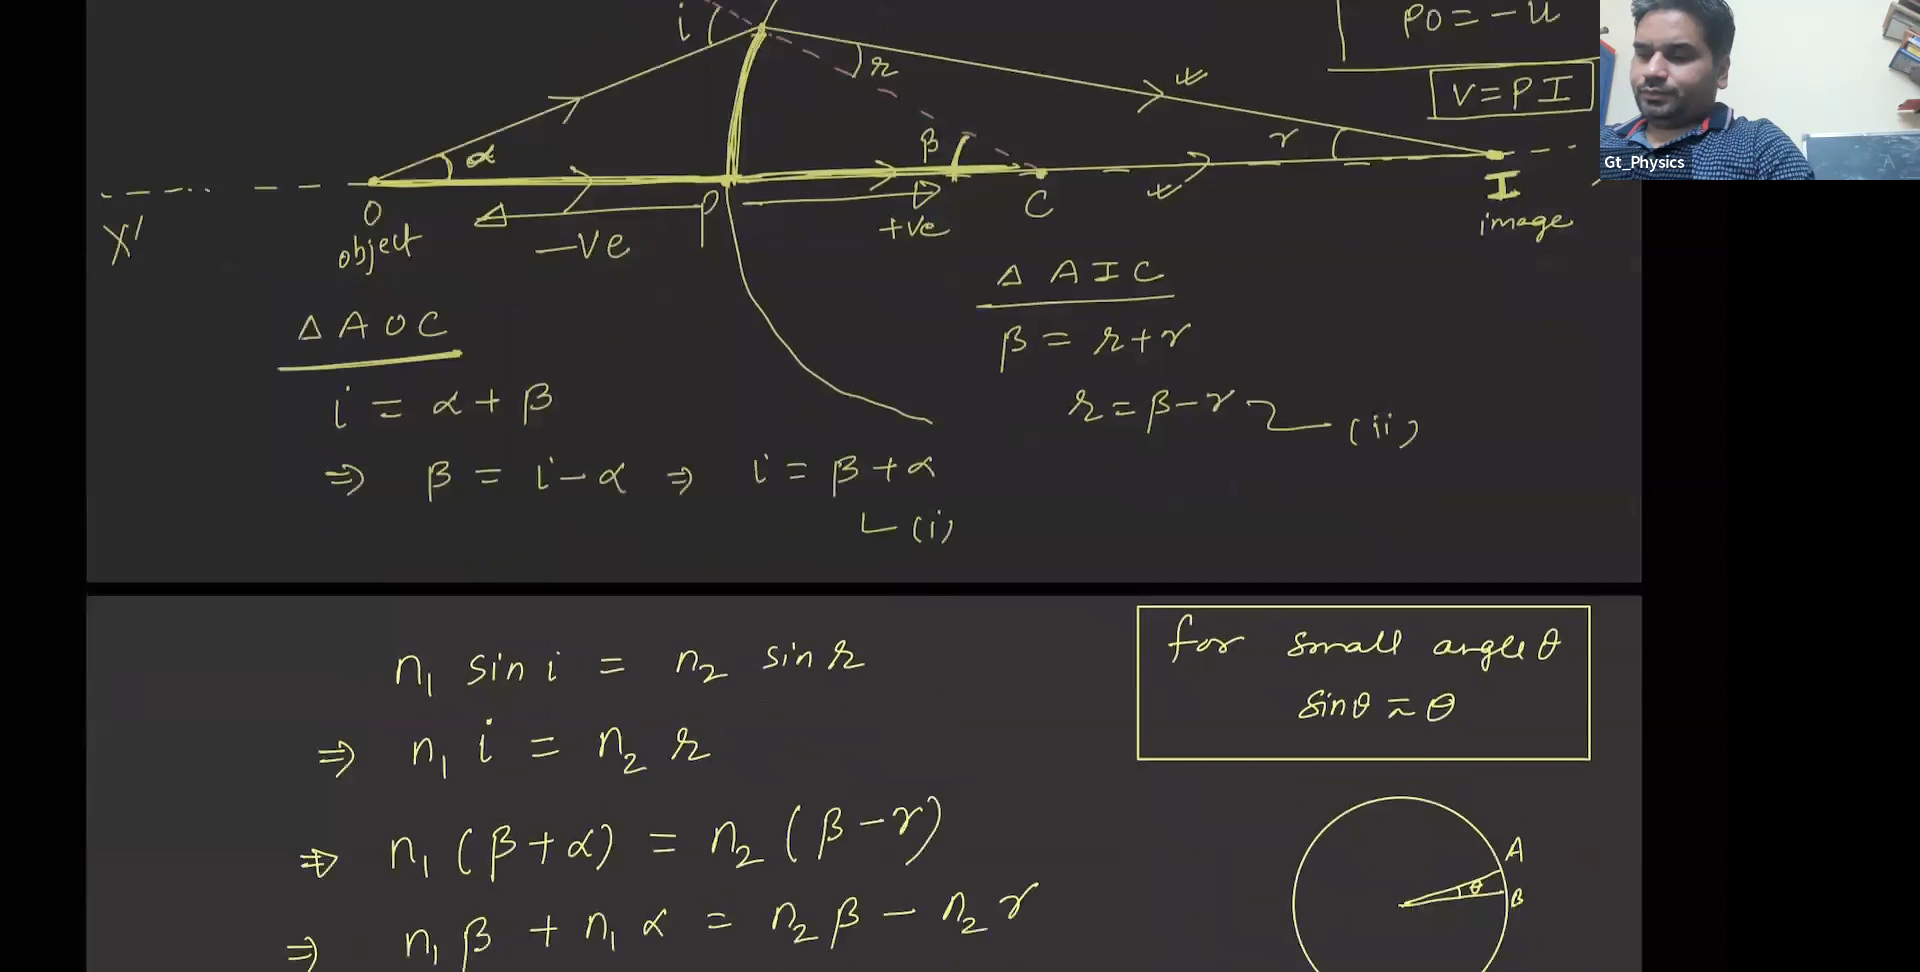 i
r
PO = - u
V = PI
Gt_Physics
α
β
γ
X'
O
object
P
C
I
image
-Ve
+ve
Δ AOC
i = α + β
⇒ β = i - α ⇒ i = β + α
(i)
Δ AIC
β = r + γ
r = β - γ (ii)
n₁ sin i = n₂ sin r
⇒ n₁ i = n₂ r
⇒ n₁ (β + α) = n₂ (β - γ)
⇒ n₁ β + n₁ α = n₂ β - n₂ γ
for small angle θ
sinθ ≈ θ
A
θ
B